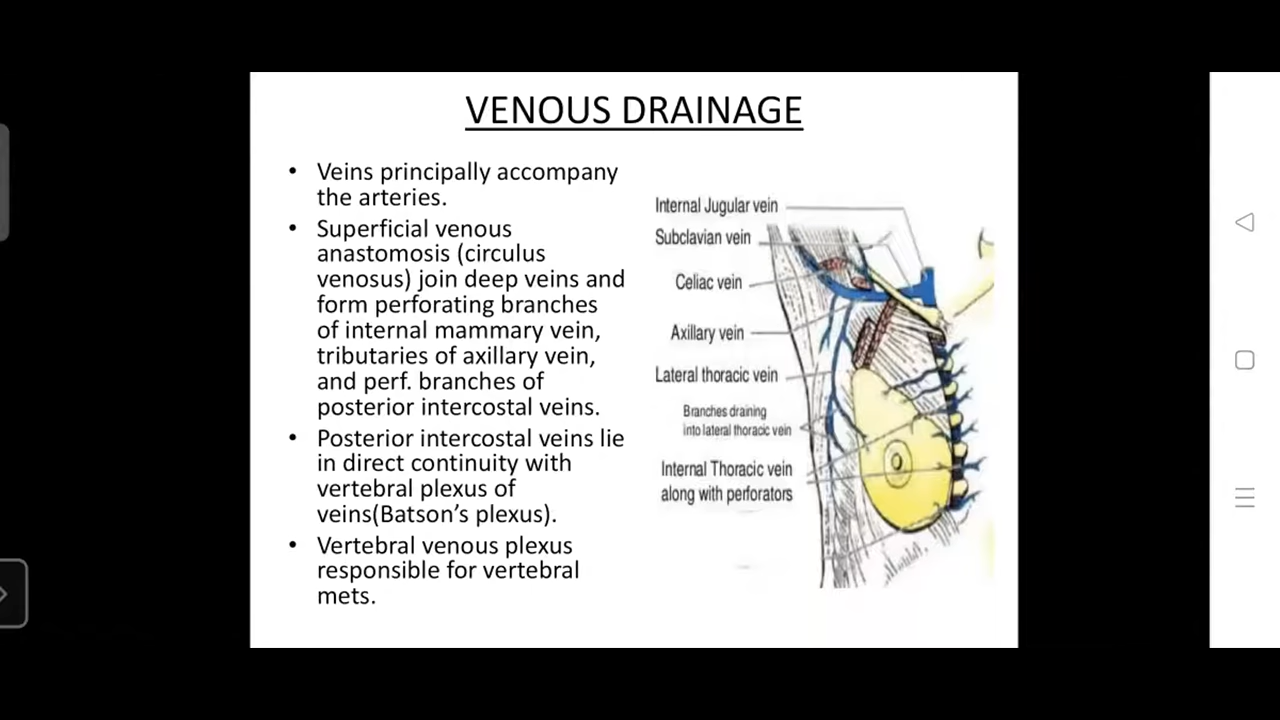 VENOUS DRAINAGE
• Veins principally accompany
the arteries.
• Superficial venous
anastomosis (circulus
venosus) join deep veins and
form perforating branches
of internal mammary vein,
tributaries of axillary vein,
and perf. branches of
posterior intercostal veins.
• Posterior intercostal veins lie
in direct continuity with
vertebral plexus of
veins(Batson’s plexus).
• Vertebral venous plexus
responsible for vertebral
mets.
Internal Jugular vein
Subclavian vein
Celiac vein
Axillary vein
Lateral thoracic vein
Branches draining
into lateral thoracic vein
Internal Thoracic vein
along with perforators